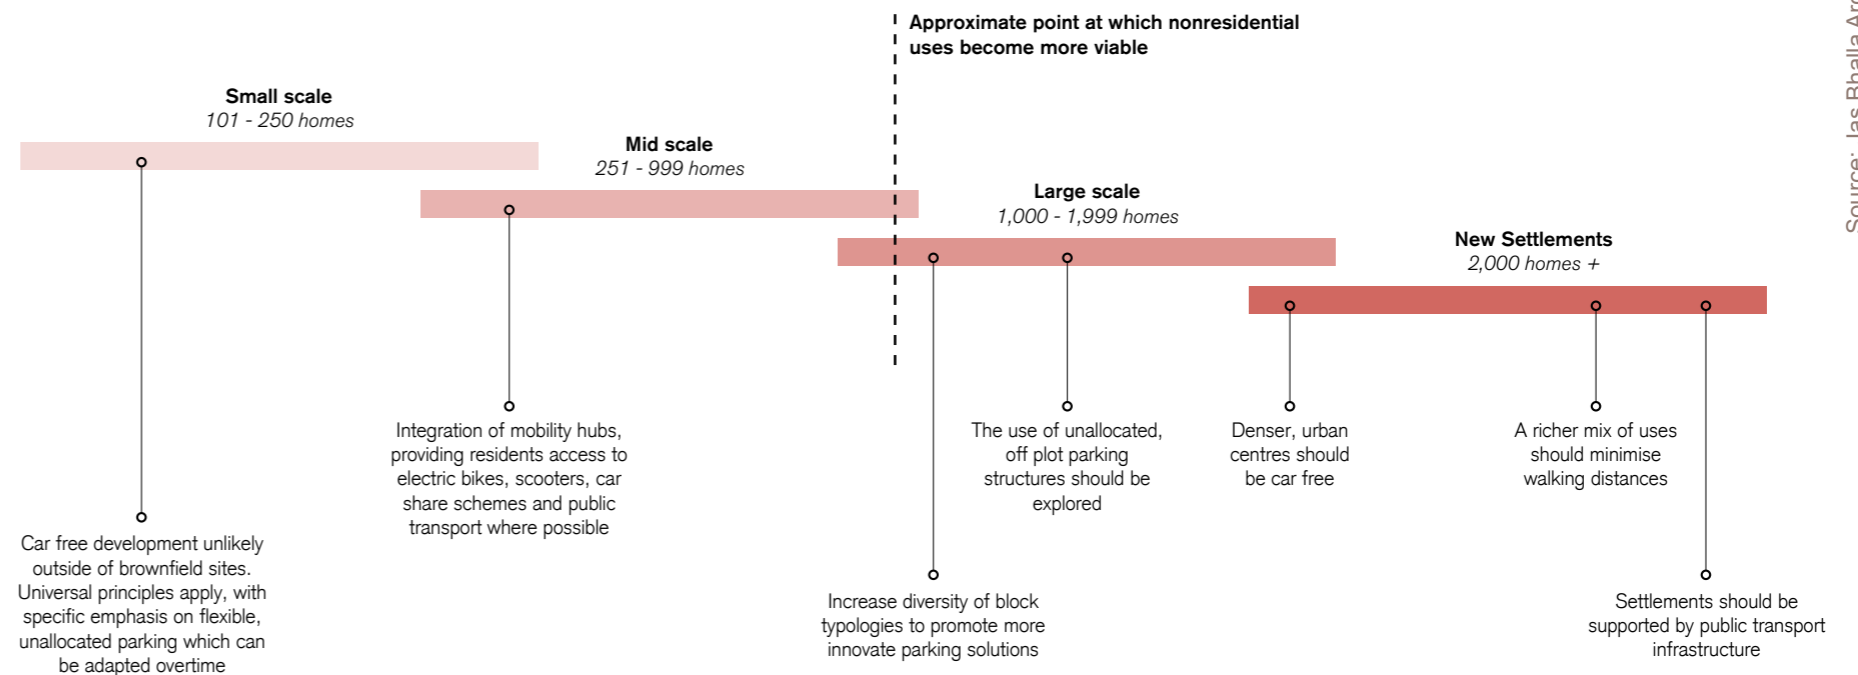 Approximate point at which nonresidential
uses become more viable
Small scale
101 - 250 homes
Mid scale
251 - 999 homes
Large scale
1,000 - 1,999 homes
New Settlements
2,000 homes +
Car free development unlikely
outside of brownfield sites.
Universal principles apply, with
specific emphasis on flexible,
unallocated parking which can
be adapted overtime
Integration of mobility hubs,
providing residents access to
electric bikes, scooters, car
share schemes and public
transport where possible
Increase diversity of block
typologies to promote more
innovate parking solutions
The use of unallocated,
off plot parking
structures should be
explored
Denser, urban
centres should
be car free
A richer mix of uses
should minimise
walking distances
Settlements should be
supported by public transport
infrastructure
Source: Jas Bhalla